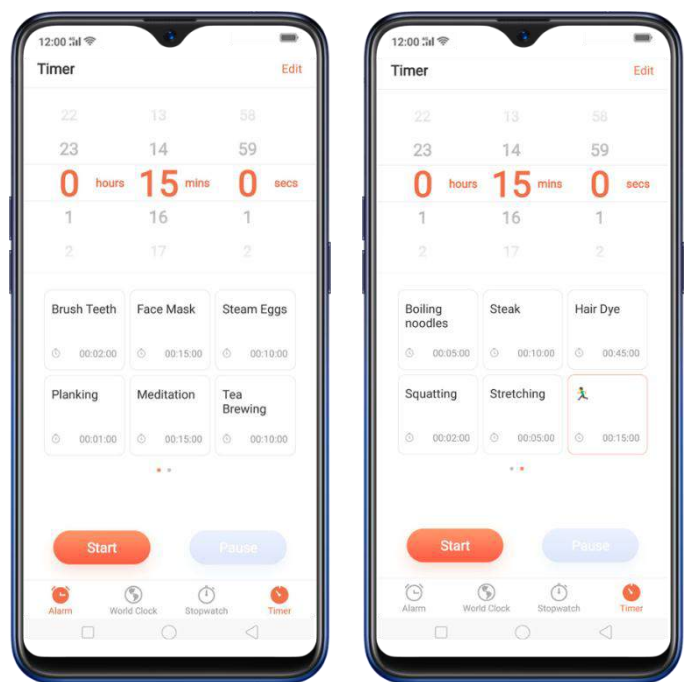 12:00
Timer
Edit
22 13 58
23 14 59
0 hours 15 mins 0 secs
1 16 1
2 17 2
Brush Teeth
00:02:00
Face Mask
00:15:00
Steam Eggs
00:10:00
Planking
00:01:00
Meditation
00:15:00
Tea
Brewing
00:10:00
Start
Pause
Alarm
World Clock
Stopwatch
Timer
12:00
Timer
Edit
22 13 58
23 14 59
0 hours 15 mins 0 secs
1 16 1
2 17 2
Boiling
noodles
00:05:00
Steak
00:10:00
Hair Dye
00:45:00
Squatting
00:02:00
Stretching
00:05:00
00:15:00
Start
Pause
Alarm
World Clock
Stopwatch
Timer